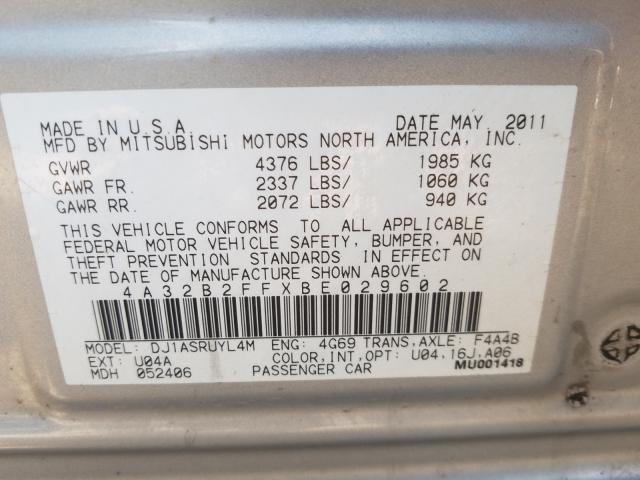 MADE IN U.S.A. DATE MAY. 2011
MFD BY MITSUBISHI MOTORS NORTH AMERICA, INC.
GVWR 4376 LBS/ 1985 KG
GAWR FR. 2337 LBS/ 1060 KG
GAWR RR. 2072 LBS/ 940 KG
THIS VEHICLE CONFORMS TO ALL APPLICABLE
FEDERAL MOTOR VEHICLE SAFETY, BUMPER, AND
THEFT PREVENTION STANDARDS IN EFFECT ON
THE DATE OF MANUFACTURE SHOWN ABOVE.
4A32B2FFXBE029602
MODEL: DJ1ASRUYL4M ENG: 4G69 TRANS,AXLE: F4A4B
EXT: U04A COLOR,INT,OPT: U04,16J,A06
MDH 052406 PASSENGER CAR MU001418